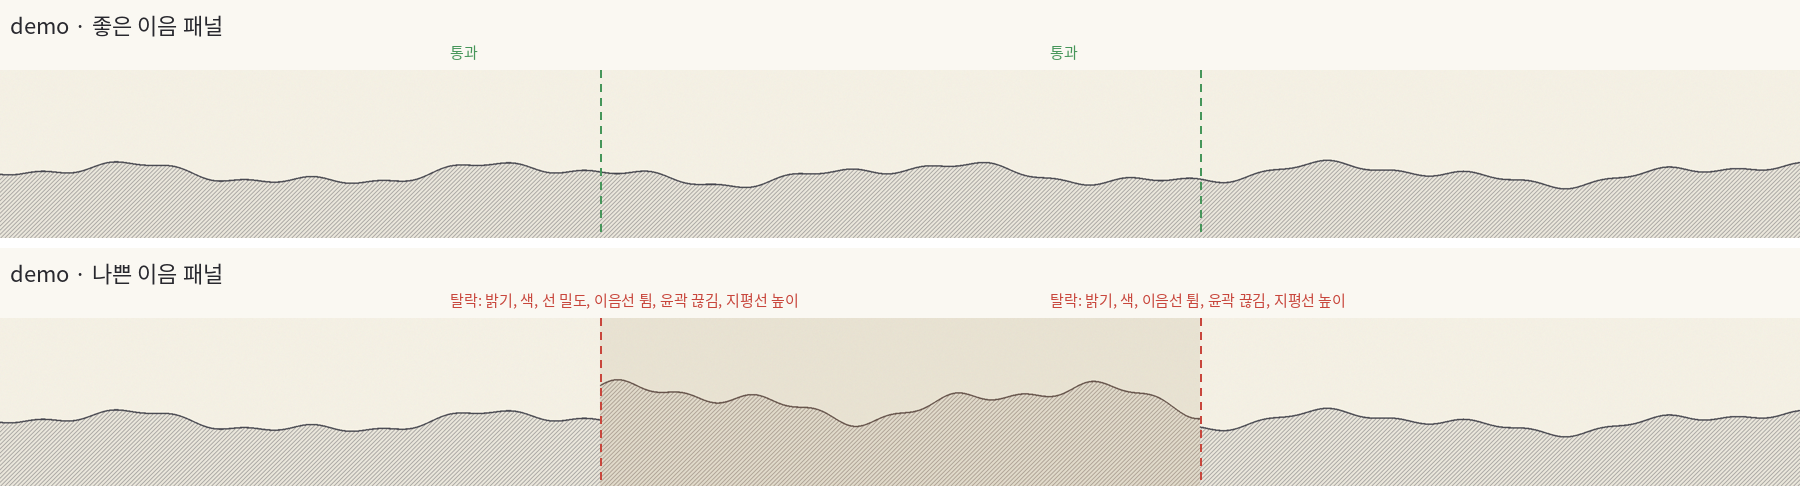 demo · 좋은 이음 패널
통과
통과
demo · 나쁜 이음 패널
탈락: 밝기, 색, 선 밀도, 이음선 튐, 윤곽 끊김, 지평선 높이
탈락: 밝기, 색, 이음선 튐, 윤곽 끊김, 지평선 높이